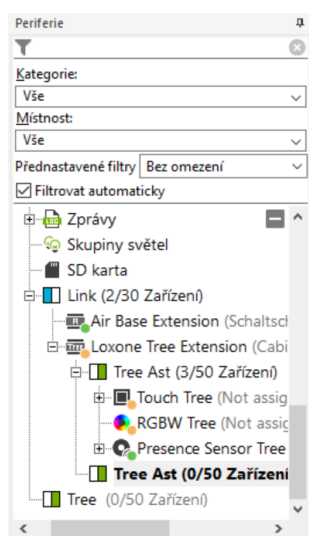 Periferie
Kategorie:
Vše
Místnost:
Vše
Přednastavené filtry Bez omezení
Filtrovat automaticky
Zprávy
Skupiny světel
SD karta
Link (2/30 Zařízení)
Air Base Extension (Schaltsch
Loxone Tree Extension (Cabi
Tree Ast (3/50 Zařízení)
Touch Tree (Not assig
RGBW Tree (Not assig
Presence Sensor Tree
Tree Ast (0/50 Zařízení
Tree (0/50 Zařízení)